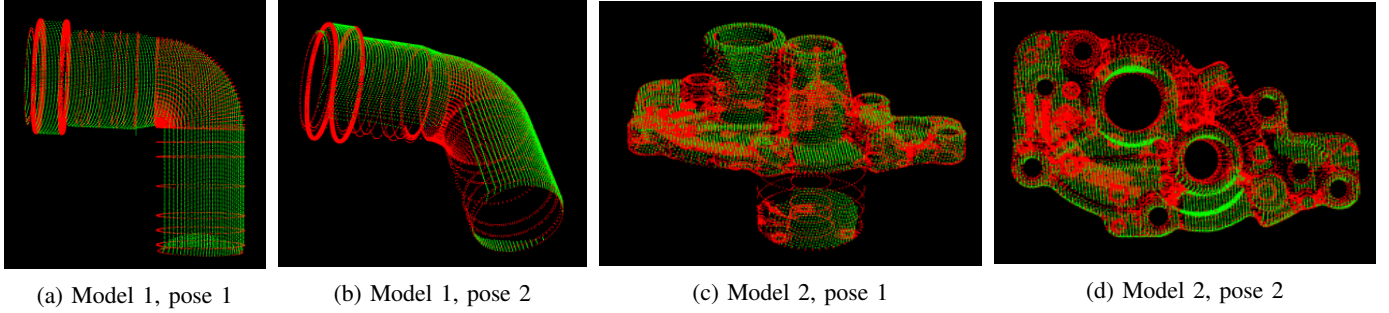 (a) Model 1, pose 1
(b) Model 1, pose 2
(c) Model 2, pose 1
(d) Model 2, pose 2